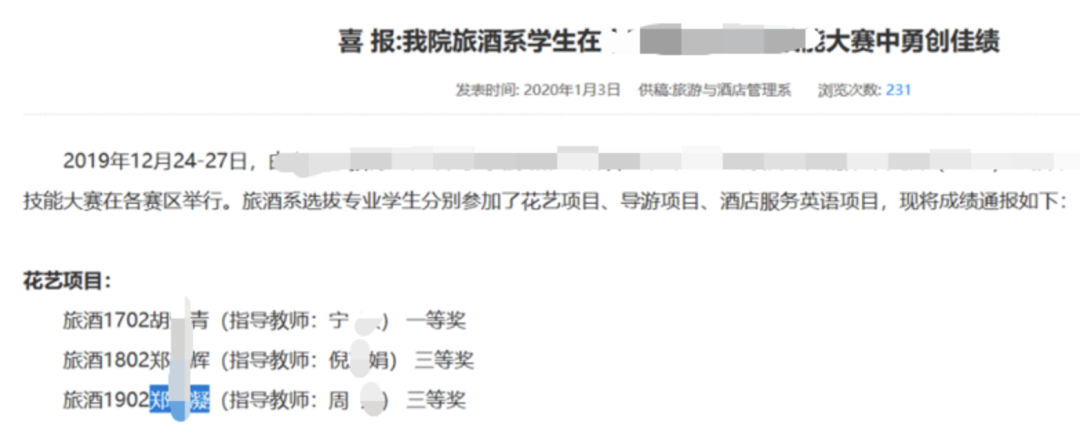 喜 报:我院旅酒系学生在 大赛中勇创佳绩
发表时间: 2020年1月3日 供稿:旅游与酒店管理系 浏览次数: 231
2019年12月24-27日，
技能大赛在各赛区举行。旅酒系选拔专业学生分别参加了花艺项目、导游项目、酒店服务英语项目，现将成绩通报如下：
花艺项目：
旅酒1702胡 青（指导教师：宁 ） 一等奖
旅酒1802郑 辉（指导教师：倪 娟） 三等奖
旅酒1902郑 凝（指导教师：周 ） 三等奖